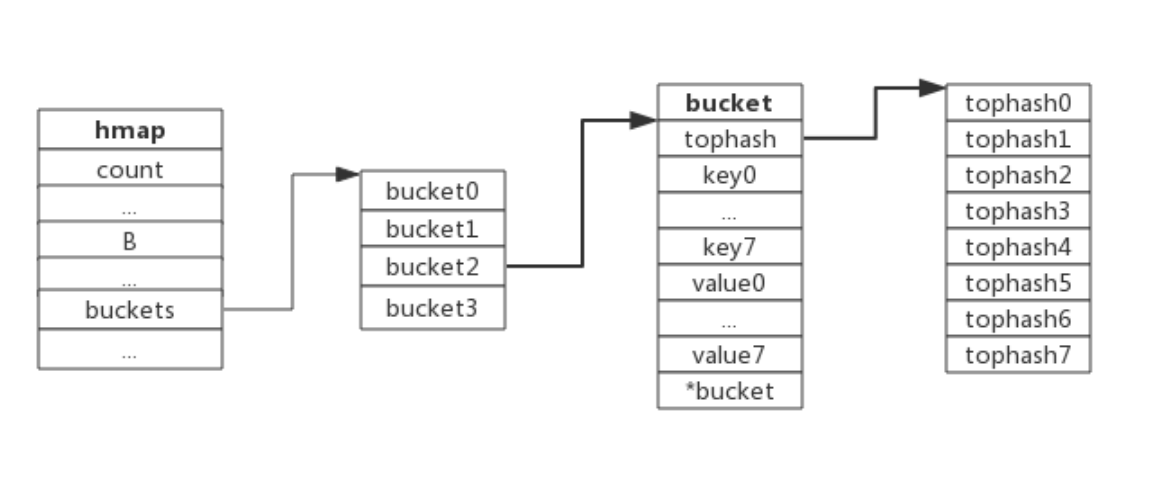 hmap
count
...
B
...
buckets
...
bucket0
bucket1
bucket2
bucket3
bucket
tophash
key0
...
key7
value0
...
value7
*bucket
tophash0
tophash1
tophash2
tophash3
tophash4
tophash5
tophash6
tophash7